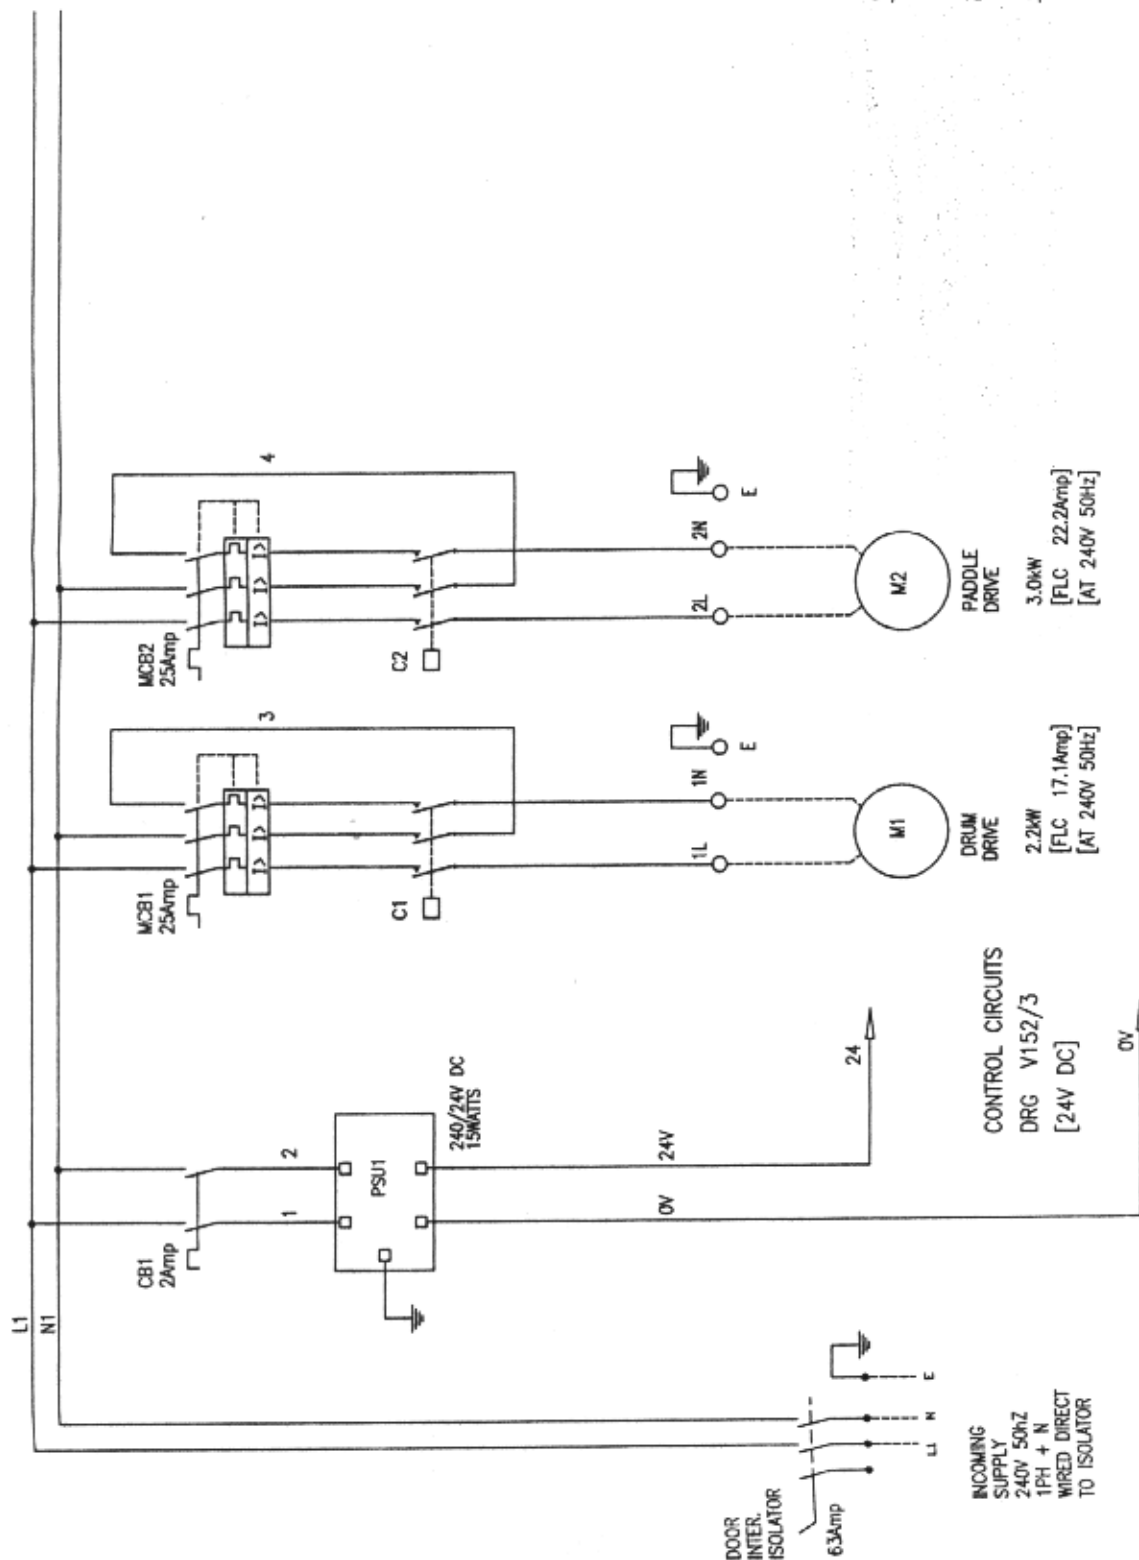 L1
N1
CB1
2Amp
1
2
PSU1
240/24V DC
15WATTS
0V
24V
24
0V
CONTROL CIRCUITS
DRG V152/3
[24V DC]
DOOR
INTER.
ISOLATOR
63Amp
L1
N
E
INCOMING
SUPPLY
240V 50hZ
1PH + N
WIRED DIRECT
TO ISOLATOR
MCB1
25Amp
I>
I>
I>
3
C1
1L
1N
E
M1
DRUM
DRIVE
2.2kW
[FLC 17.1Amp]
[AT 240V 50Hz]
MCB2
25Amp
I>
I>
I>
4
C2
2L
2N
E
M2
PADDLE
DRIVE
3.0kW
[FLC 22.2Amp]
[AT 240V 50Hz]